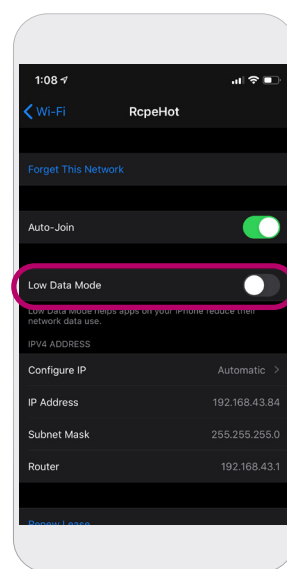 1:08
Wi-Fi RcpeHot
Forget This Network
Auto-Join
Low Data Mode
Low Data Mode helps apps on your iPhone reduce their
network data use.
IPV4 ADDRESS
Configure IP Automatic
IP Address 192.168.43.84
Subnet Mask 255.255.255.0
Router 192.168.43.1
Renew Lease